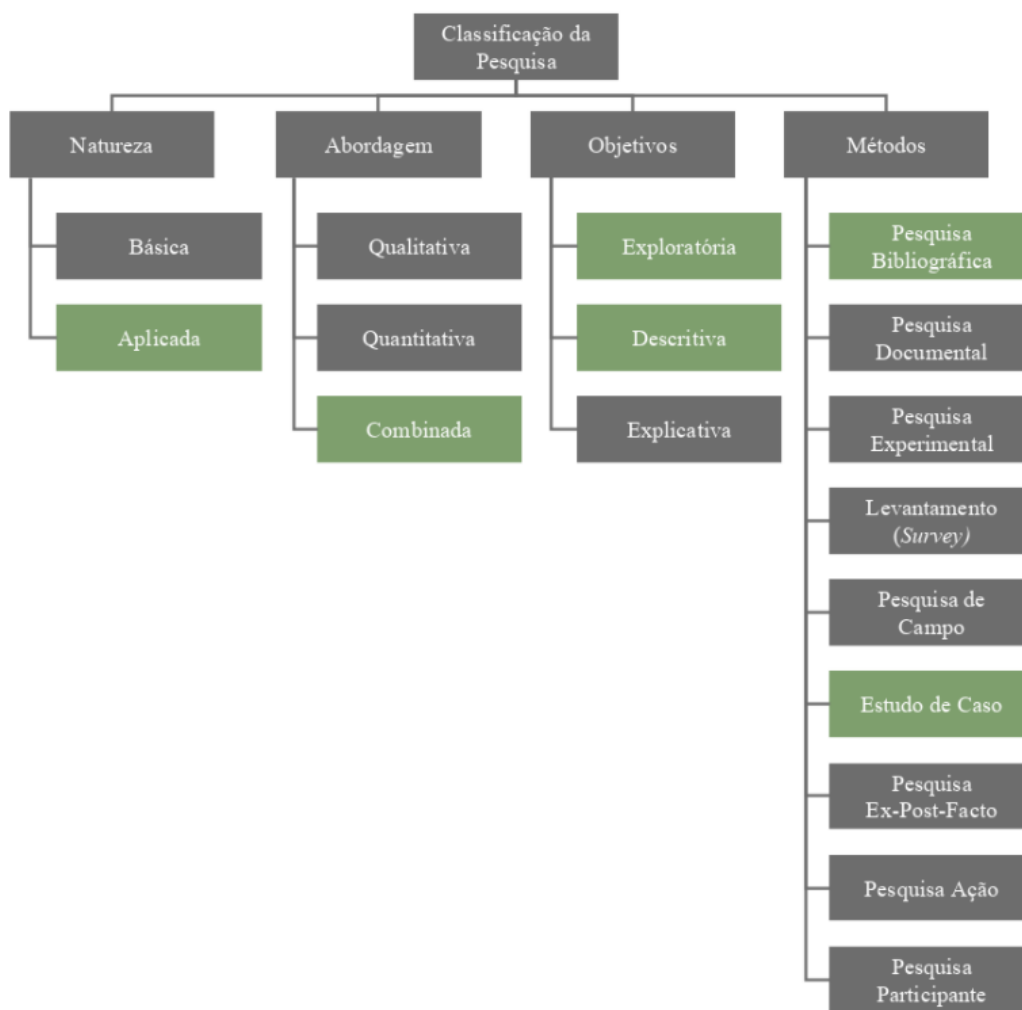 Classificação da
Pesquisa
Natureza
Básica
Aplicada
Abordagem
Qualitativa
Quantitativa
Combinada
Objetivos
Exploratória
Descritiva
Explicativa
Métodos
Pesquisa
Bibliográfica
Pesquisa
Documental
Pesquisa
Experimental
Levantamento
(Survey)
Pesquisa de
Campo
Estudo de Caso
Pesquisa
Ex-Post-Facto
Pesquisa Ação
Pesquisa
Participante